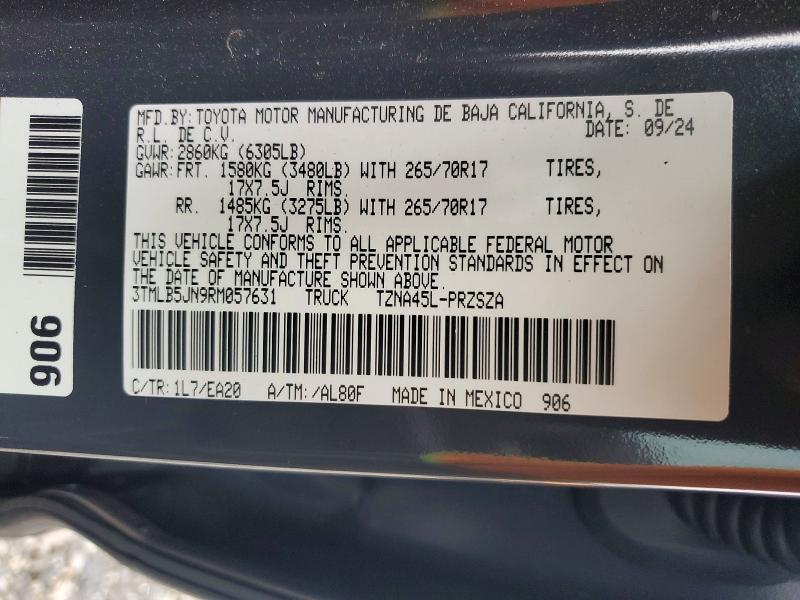 MFD.BY:TOYOTA MOTOR MANUFACTURING DE BAJA CALIFORNIA, S. DE
R.L. DE C.V. DATE: 09/24
GVWR:2860KG (6305LB)
GAWR:FRT. 1580KG (3480LB) WITH 265/70R17 TIRES,
17X7.5J RIMS.
RR. 1485KG (3275LB) WITH 265/70R17 TIRES,
17X7.5J RIMS.
THIS VEHICLE CONFORMS TO ALL APPLICABLE FEDERAL MOTOR
VEHICLE SAFETY AND THEFT PREVENTION STANDARDS IN EFFECT ON
THE DATE OF MANUFACTURE SHOWN ABOVE.
3TMLB5JN9RM057631 TRUCK TZNA45L-PRZSZA
C/TR:1L7/EA20 A/TM:/AL80F MADE IN MEXICO 906
906